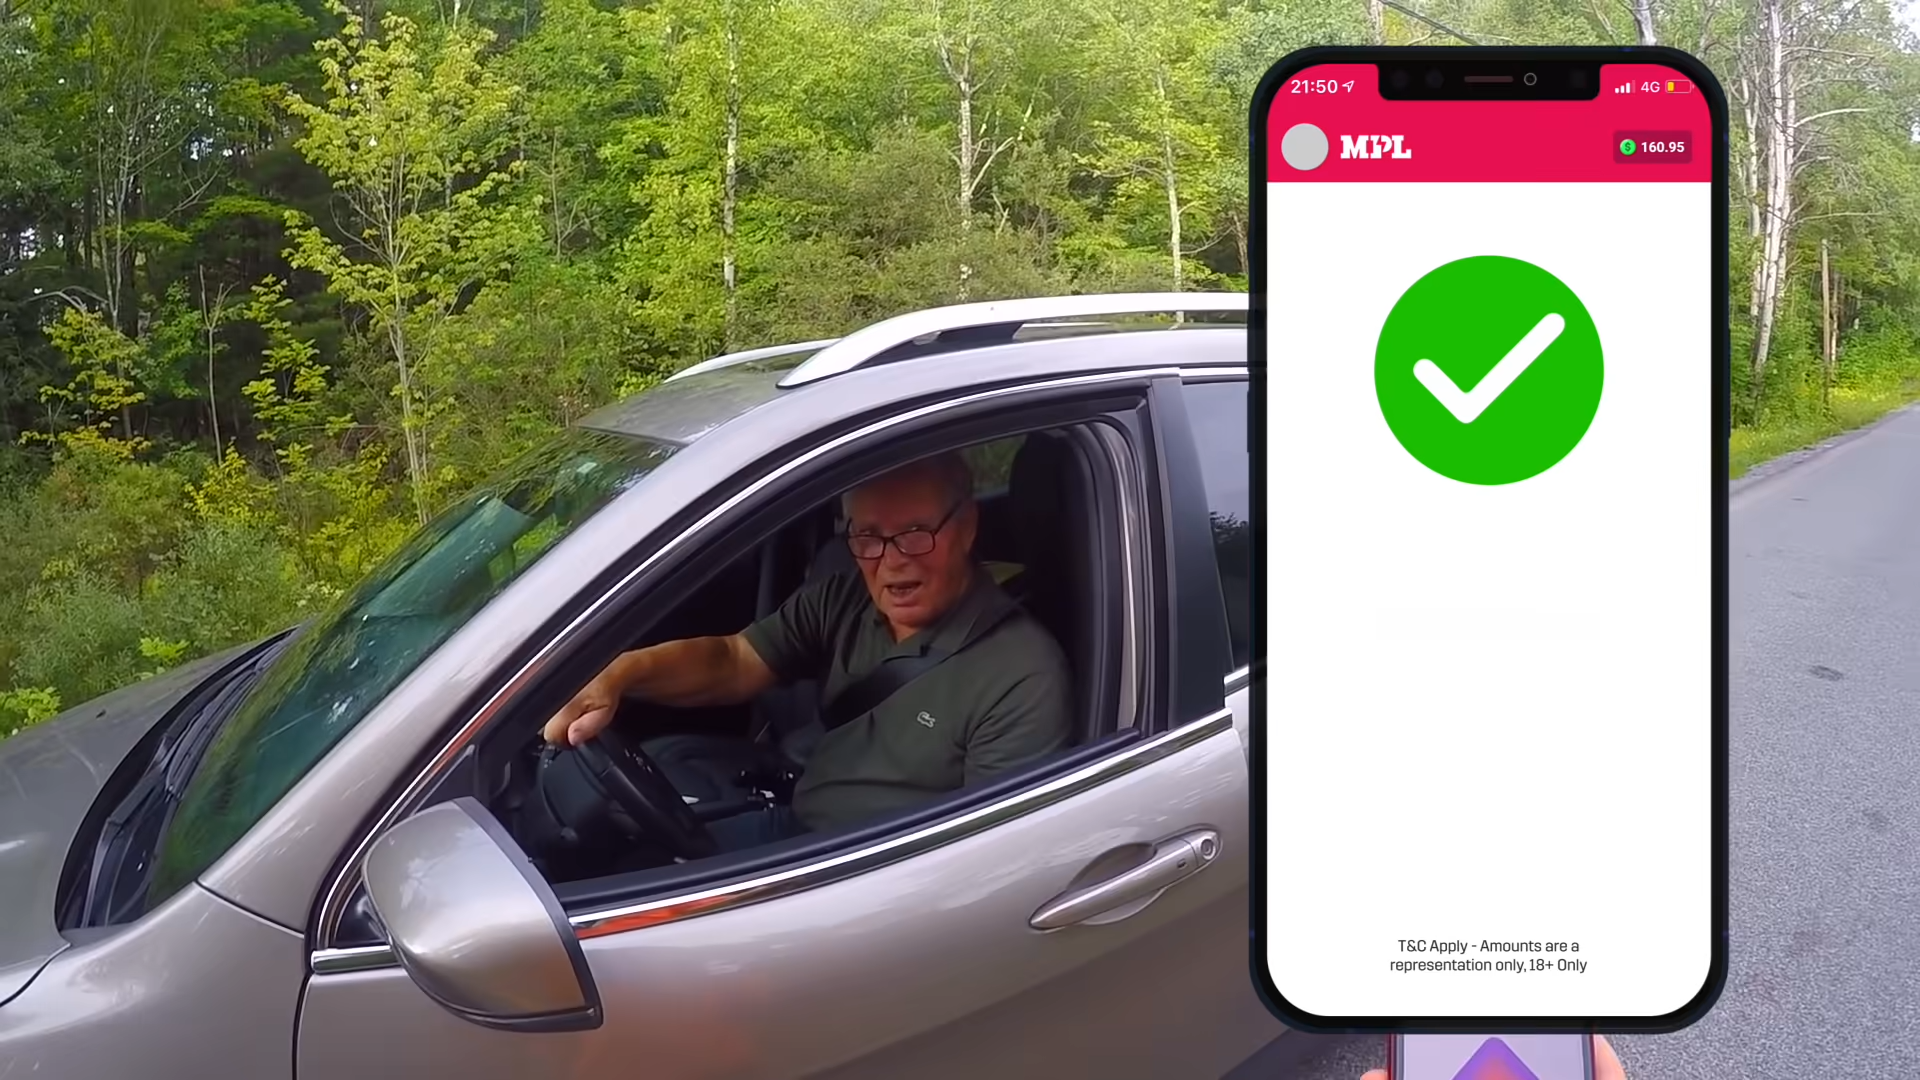 21:50
4G
MPL
160.95
T&C Apply - Amounts are a
representation only, 18+ Only